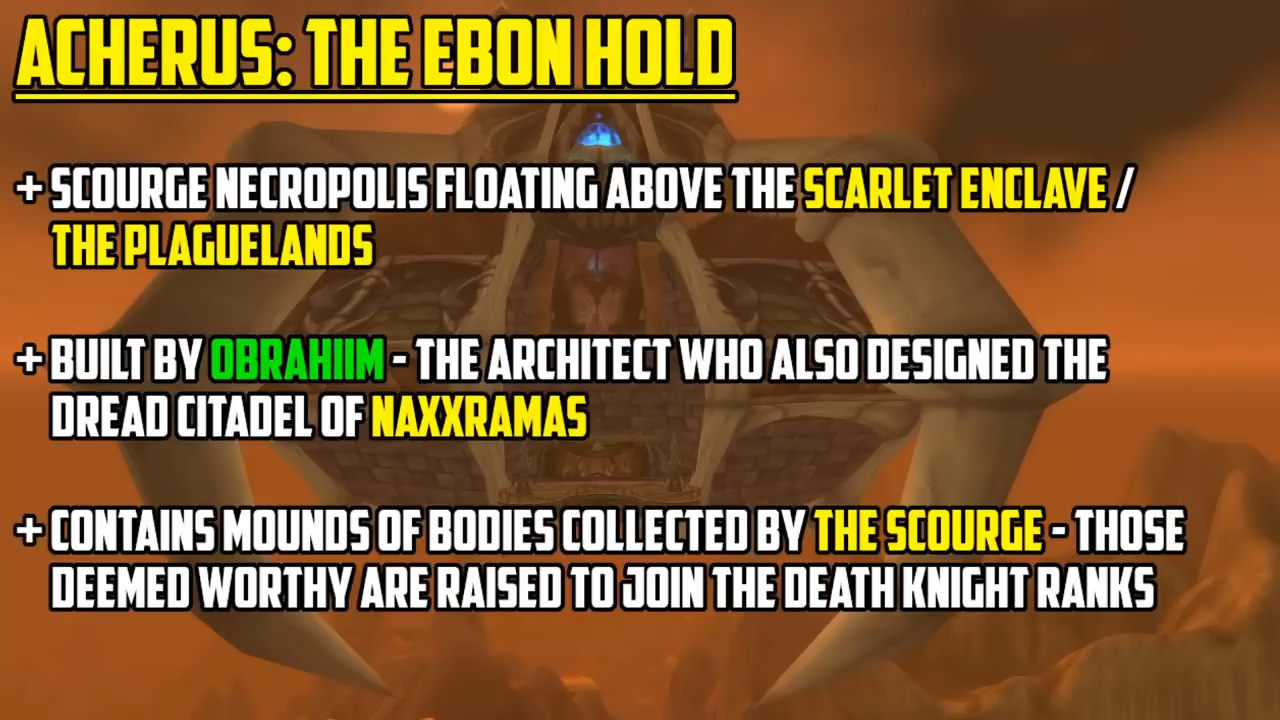 ACHERUS: THE EBON HOLD
+ SCOURGE NECROPOLIS FLOATING ABOVE THE SCARLET ENCLAVE /
THE PLAGUELANDS
+ BUILT BY OBRAHIIM - THE ARCHITECT WHO ALSO DESIGNED THE
DREAD CITADEL OF NAXXRAMAS
+ CONTAINS MOUNDS OF BODIES COLLECTED BY THE SCOURGE - THOSE
DEEMED WORTHY ARE RAISED TO JOIN THE DEATH KNIGHT RANKS